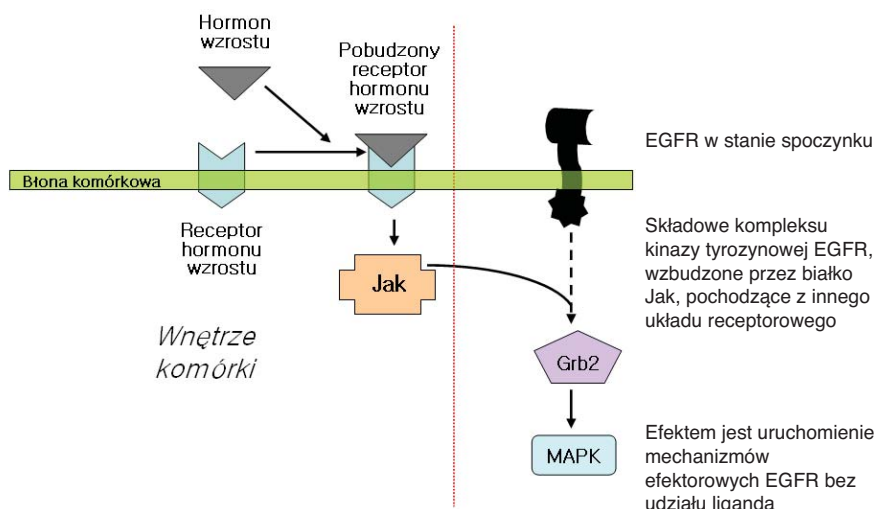 Hormon
wzrostu
Pobudzony
receptor
hormonu
wzrostu
EGFR w stanie spoczynku
Błona komórkowa
Receptor
hormonu
wzrostu
Składowe kompleksu
kinazy tyrozynowej EGFR,
wzbudzone przez białko
Jak, pochodzące z innego
układu receptorowego
Jak
Wnętrze
komórki
Grb2
MAPK
Efektem jest uruchomienie
mechanizmów
efektorowych EGFR bez
udziału liganda